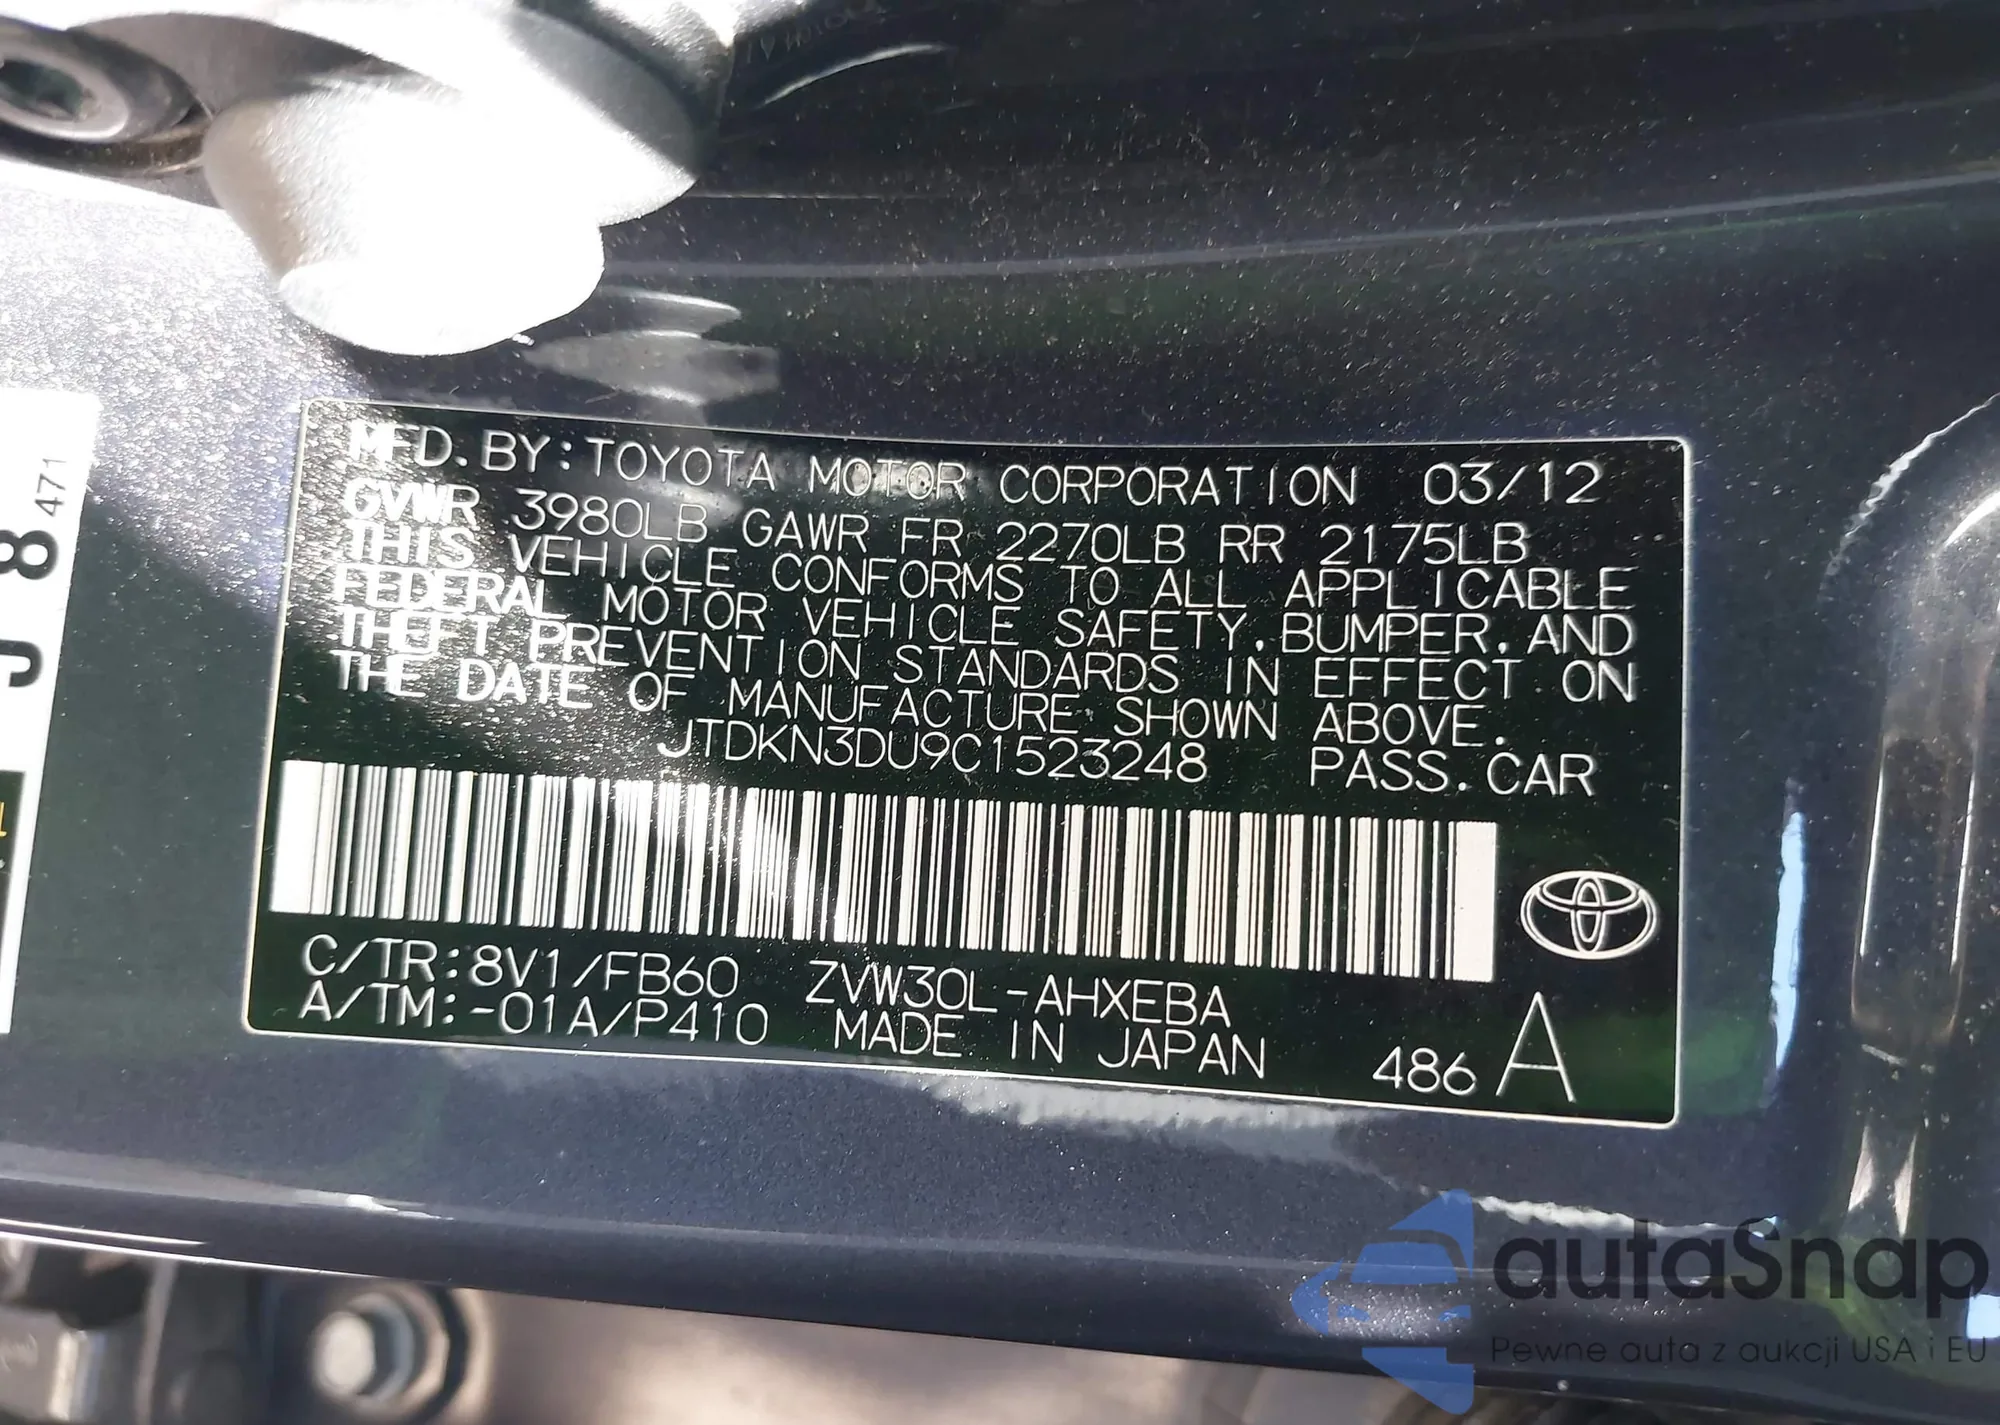 MFD.BY:TOYOTA MOTOR CORPORATION 03/12
GVWR 3980LB GAWR FR 2270LB RR 2175LB
THIS VEHICLE CONFORMS TO ALL APPLICABLE
FEDERAL MOTOR VEHICLE SAFETY,BUMPER,AND
THEFT PREVENTION STANDARDS IN EFFECT ON
THE DATE OF MANUFACTURE SHOWN ABOVE.
JTDKN3DU9C1523248 PASS.CAR
C/TR:8V1/FB60 ZVW30L-AHXEBA
A/TM:-01A/P410 MADE IN JAPAN 486 A
J 8 471
autaSnap
Pewne auta z aukcji USA i EU